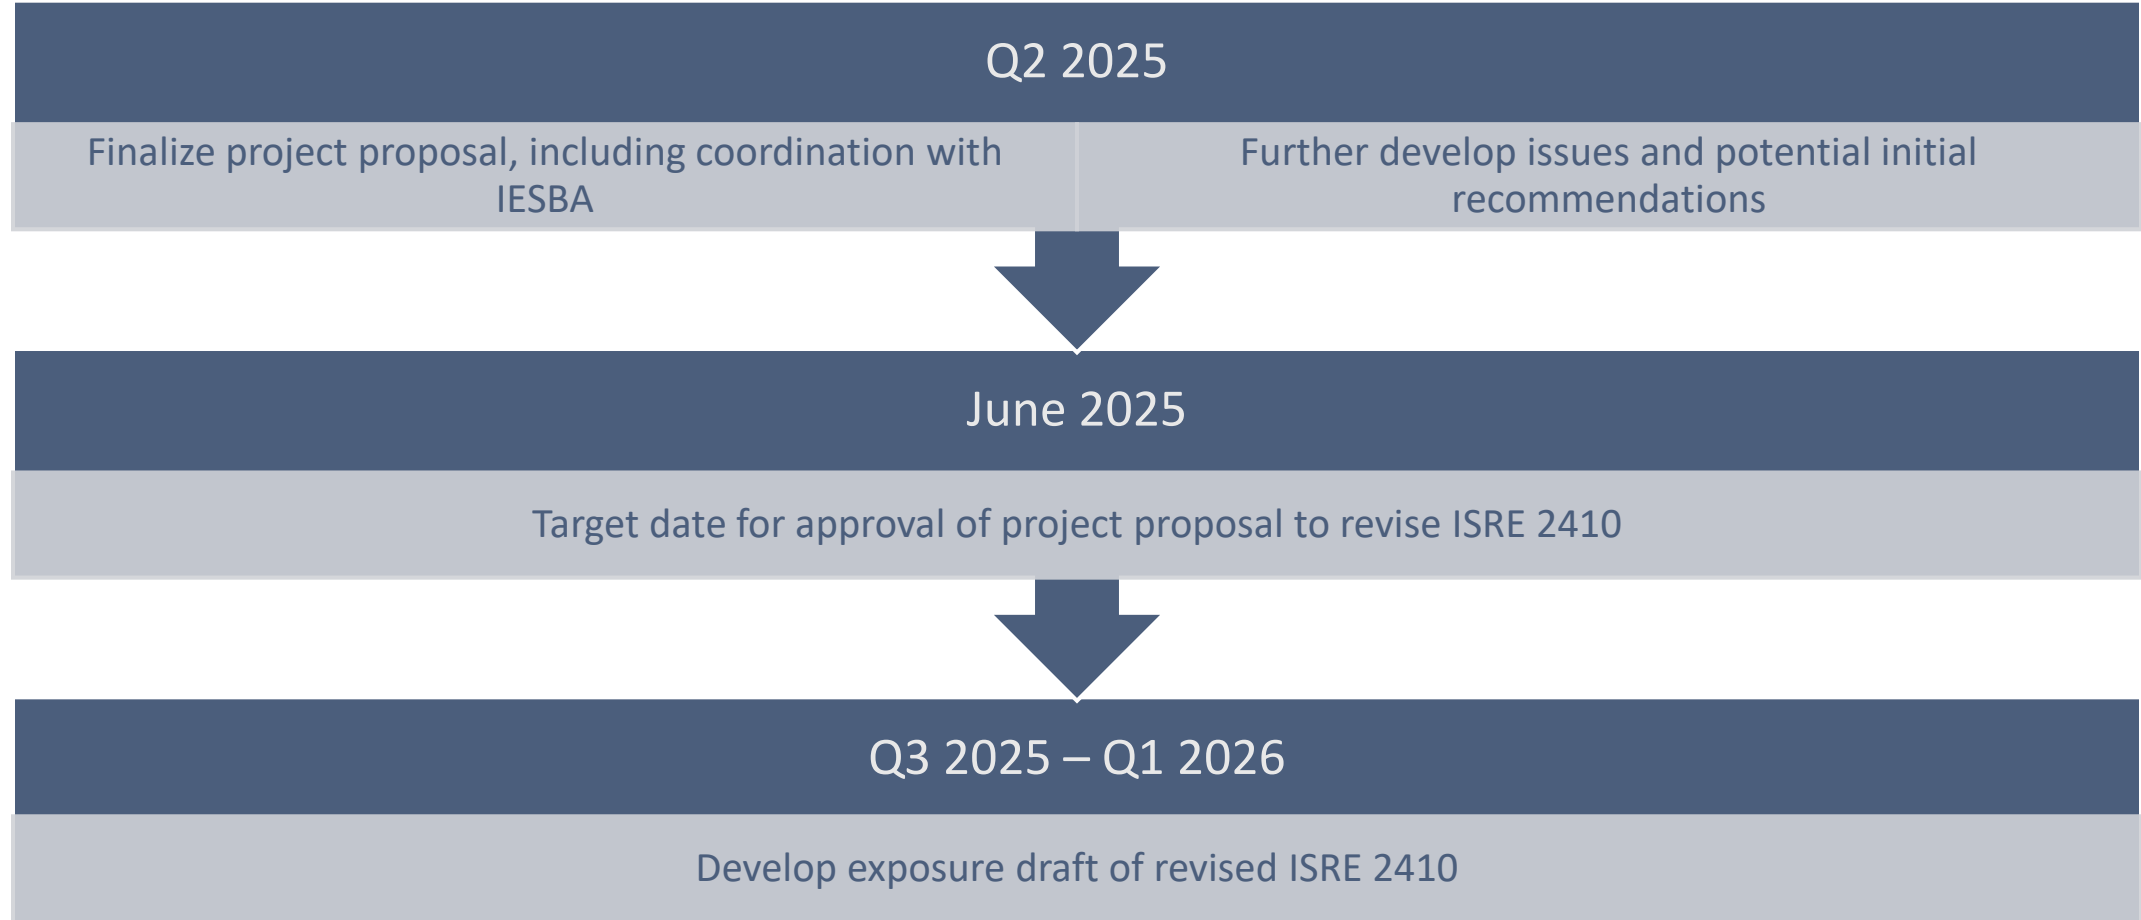 Q2 2025
Finalize project proposal, including coordination with
IESBA
Further develop issues and potential initial
recommendations
June 2025
Target date for approval of project proposal to revise ISRE 2410
Q3 2025 – Q1 2026
Develop exposure draft of revised ISRE 2410